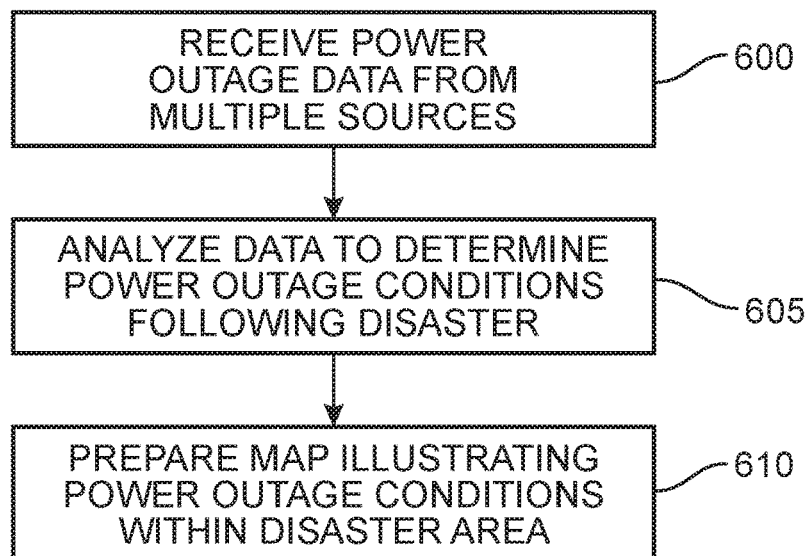 RECEIVE POWER
OUTAGE DATA FROM
MULTIPLE SOURCES
600
ANALYZE DATA TO DETERMINE
POWER OUTAGE CONDITIONS
FOLLOWING DISASTER
605
PREPARE MAP ILLUSTRATING
POWER OUTAGE CONDITIONS
WITHIN DISASTER AREA
610